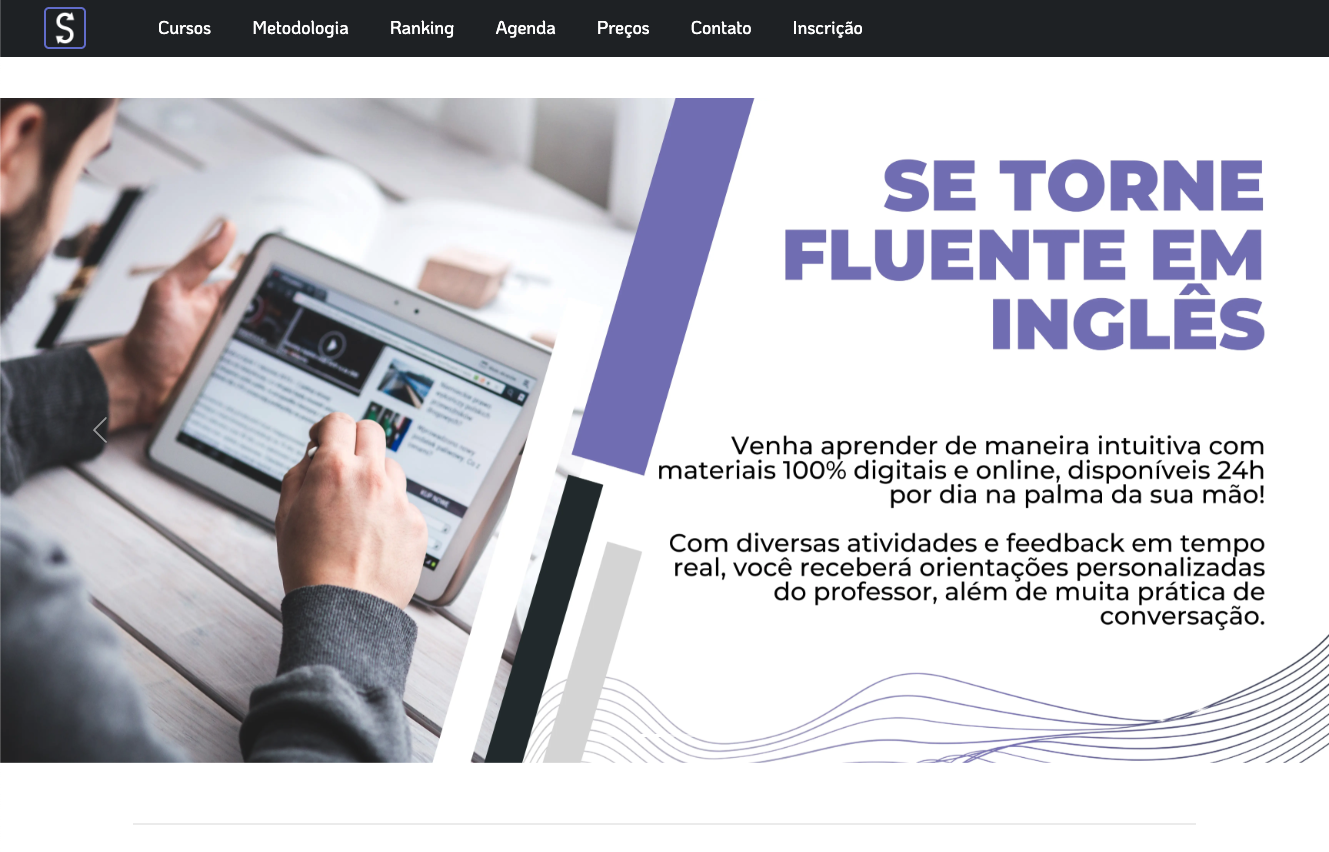 S
Cursos
Metodologia
Ranking
Agenda
Preços
Contato
Inscrição
SE TORNE
FLUENTE EM
INGLÊS
Venha aprender de maneira intuitiva com
materiais 100% digitais e online, disponíveis 24h
por dia na palma da sua mão!
Com diversas atividades e feedback em tempo
real, você receberá orientações personalizadas
do professor, além de muita prática de
conversação.